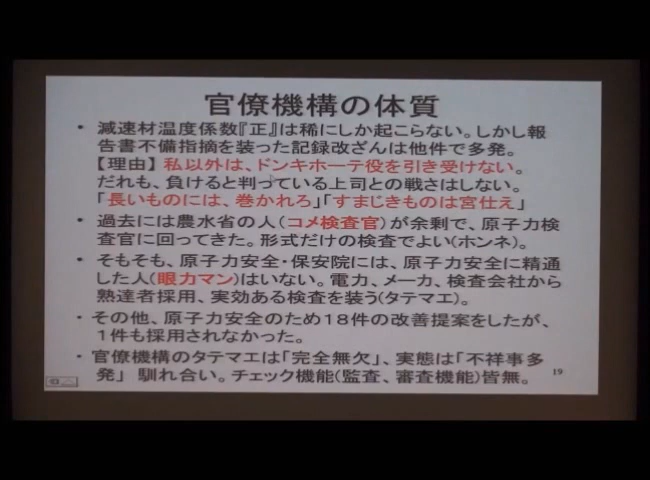 官僚機構の体質
・ 減速材温度係数『正』は稀にしか起こらない。しかし報
告書不備指摘を装った記録改ざんは他件で多発。
【理由】 私以外は、ドンキホーテ役を引き受けない。
だれも、負けると判っている上司との戦さはしない。
「長いものには、巻かれろ」「すまじきものは宮仕え」
・ 過去には農水省の人(コメ検査官)が余剰で、原子力検
査官に回ってきた。形式だけの検査でよい(ホンネ)。
・ そもそも、原子力安全・保安院には、原子力安全に精通
した人(眼力マン)はいない。電力、メーカ、検査会社から
熟達者採用、実効ある検査を装う(タテマエ)。
・ その他、原子力安全のため18件の改善提案をしたが、
1件も採用されなかった。
・ 官僚機構のタテマエは「完全無欠」、実態は「不祥事多
発」 馴れ合い。チェック機能(監査、審査機能)皆無。
19